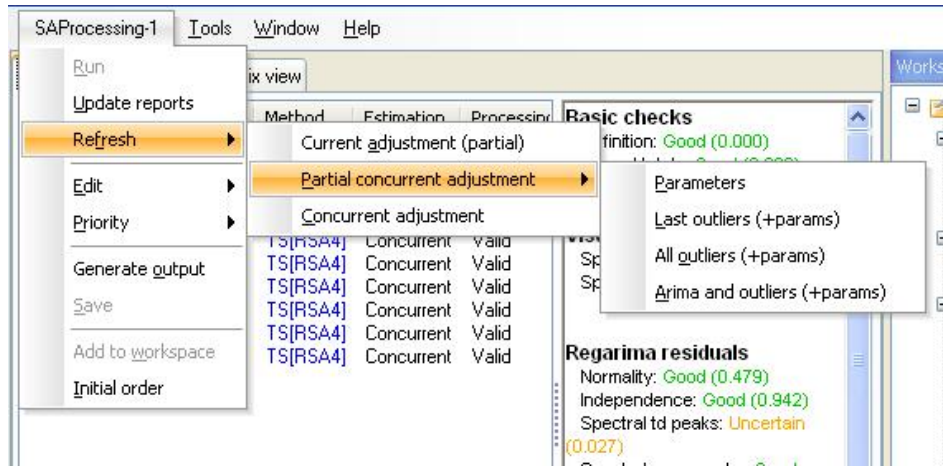 SAProcessing-1 Tools Window Help
Run
Update reports
Refresh
Edit
Priority
Generate output
Save
Add to workspace
Initial order
ix view
Method Estimation
Current adjustment (partial)
Partial concurrent adjustment
Concurrent adjustment
Parameters
Last outliers (+params)
All outliers (+params)
Arima and outliers (+params)
TS[RSA4] Concurrent Valid
TS[RSA4] Concurrent Valid
TS[RSA4] Concurrent Valid
TS[RSA4] Concurrent Valid
TS[RSA4] Concurrent Valid
TS[RSA4] Concurrent Valid
Basic checks
finition: Good (0.000)
Regarima residuals
Normality: Good (0.479)
Independence: Good (0.942)
Spectral td peaks: Uncertain
(0.027)
Works